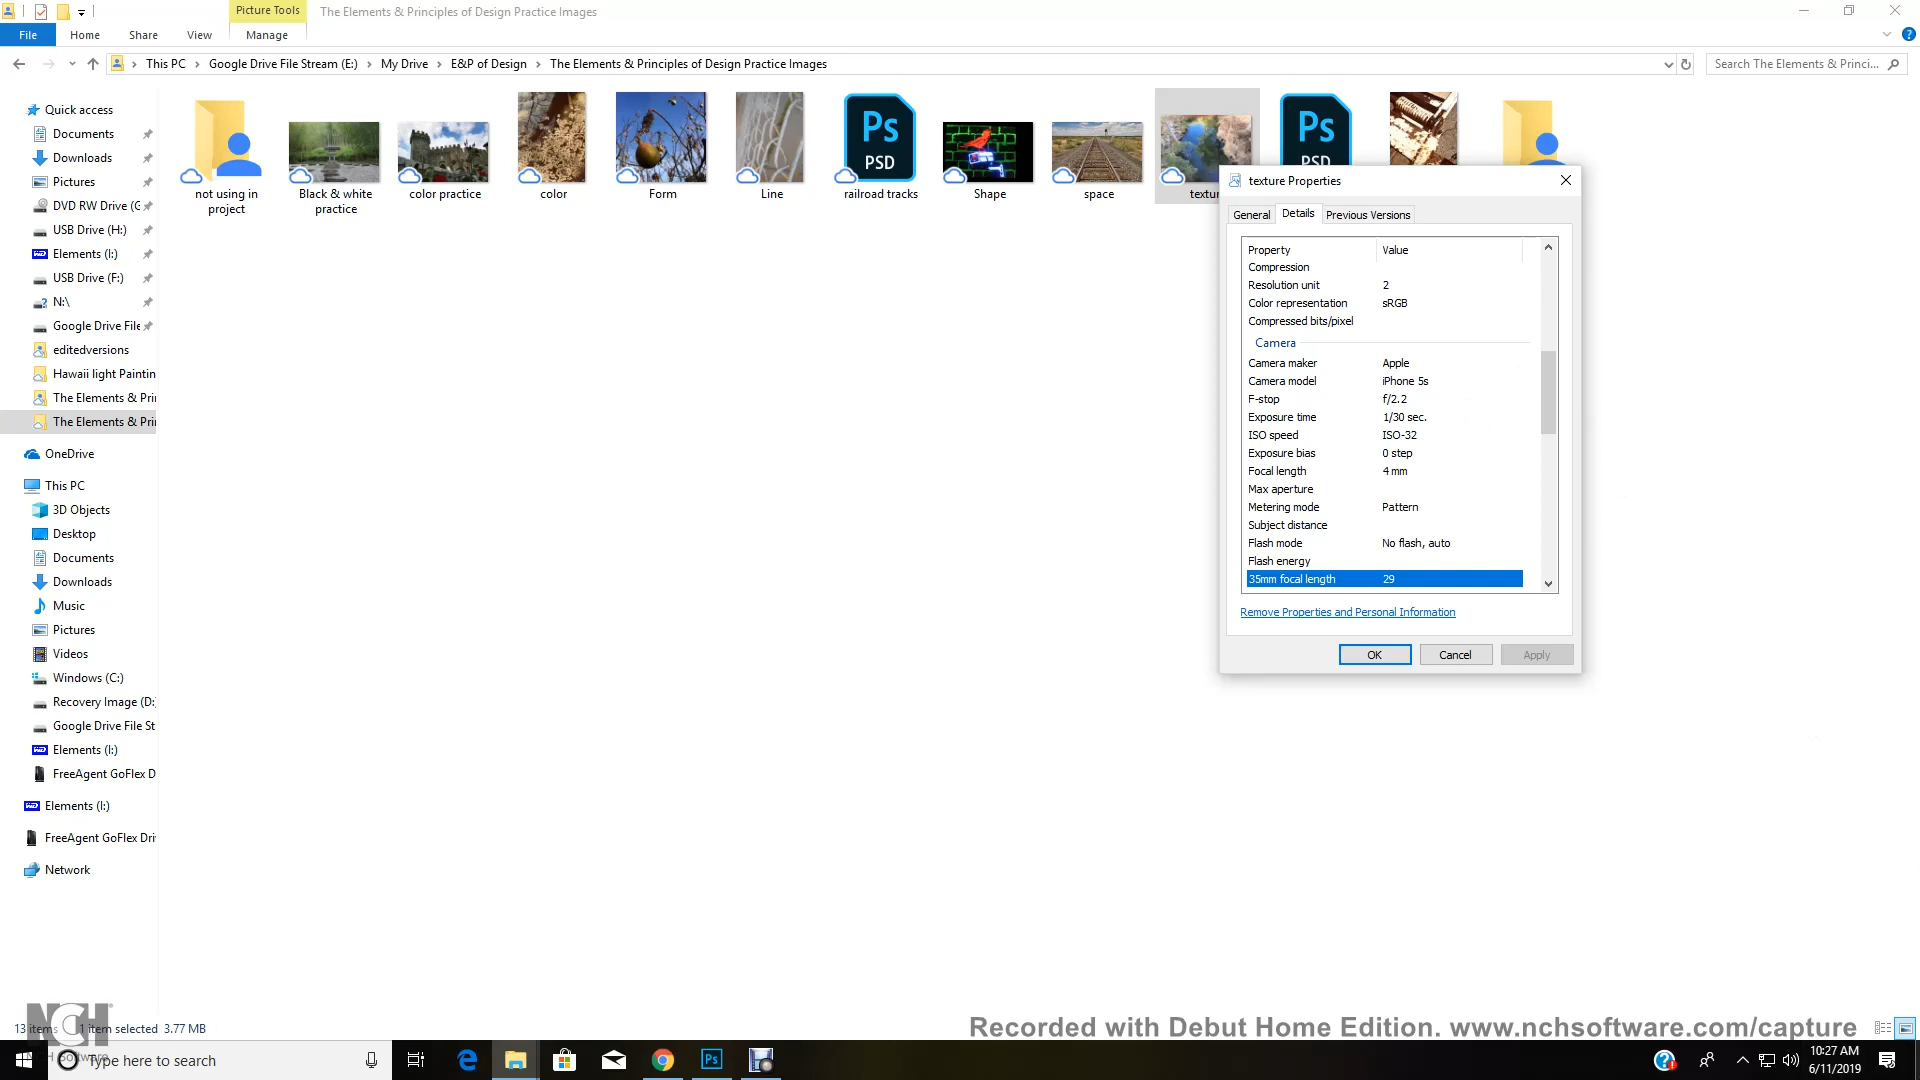 Picture Tools
The Elements & Principles of Design Practice Images
File
Home
Share
View
Manage
This PC
Google Drive File Stream (E:)
My Drive
E&P of Design
The Elements & Principles of Design Practice Images
Search The Elements & Princi...
Quick access
Documents
Downloads
Pictures
DVD RW Drive (G
USB Drive (H:)
Elements (I:)
USB Drive (F:)
N:\
Google Drive File
editedversions
Hawaii light Paintin
The Elements & Prin
The Elements & Prin
OneDrive
This PC
3D Objects
Desktop
Documents
Downloads
Music
Pictures
Videos
Windows (C:)
Recovery Image (D:
Google Drive File St
Elements (I:)
FreeAgent GoFlex D
Elements (I:)
FreeAgent GoFlex Dri
Network
not using in
project
Black & white
practice
color practice
color
Form
Line
Ps
PSD
railroad tracks
Shape
space
textur
Ps
PSD
texture Properties
General
Details
Previous Versions
Property Value
Compression
Resolution unit 2
Color representation sRGB
Compressed bits/pixel
Camera
Camera maker Apple
Camera model iPhone 5s
F-stop f/2.2
Exposure time 1/30 sec.
ISO speed ISO-32
Exposure bias 0 step
Focal length 4 mm
Max aperture
Metering mode Pattern
Subject distance
Flash mode No flash, auto
Flash energy
35mm focal length 29
Remove Properties and Personal Information
OK
Cancel
Apply
13 items
1 item selected 3.77 MB
NCH
Recorded with Debut Home Edition. www.nchsoftware.com/capture
Type here to search
Ps
10:27 AM
6/11/2019